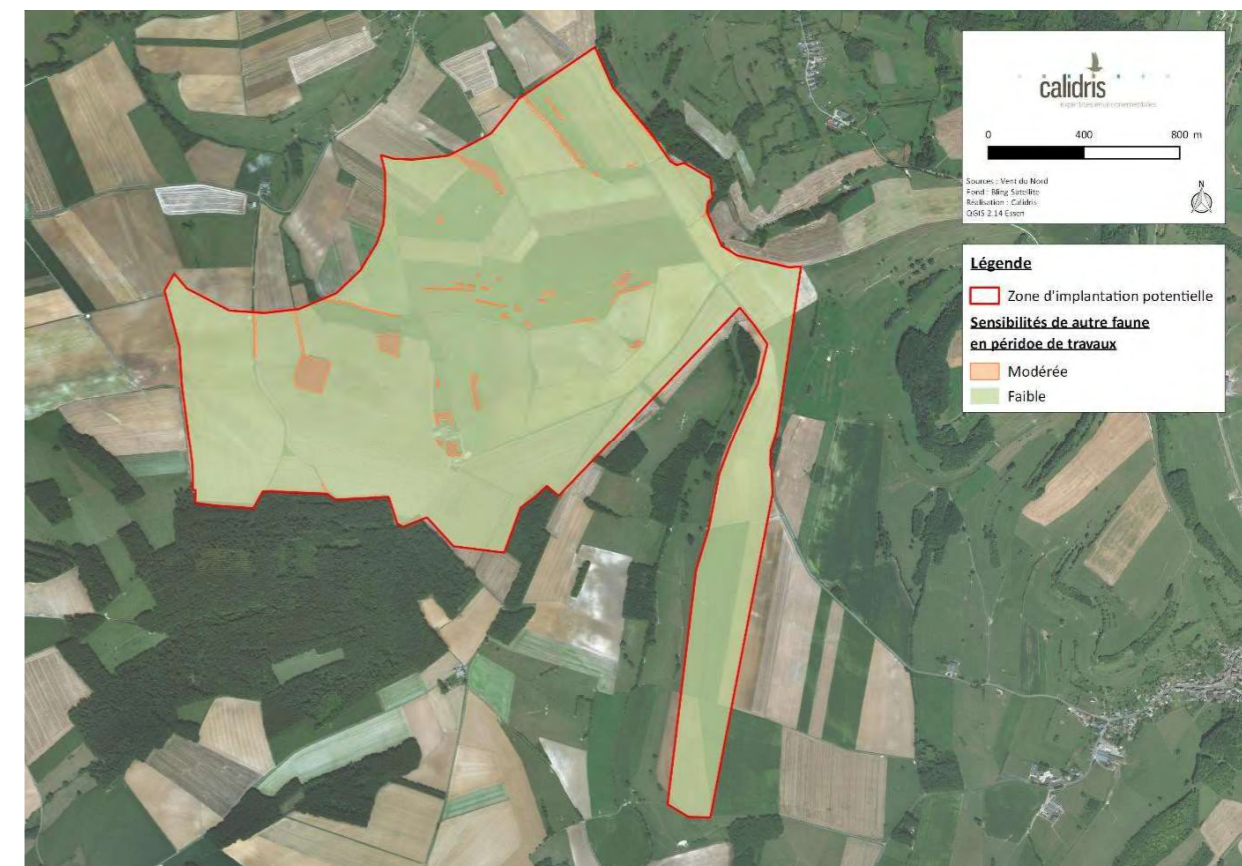 calidris
expertises environnementales
0 400 800 m
Sources : Vent du Nord
Fond : Bing Satellite
Réalisation : Calidris
QGIS 2.14 Essen
N
Légende
Zone d'implantation potentielle
Sensibilités de autre faune
en péridoe de travaux
Modérée
Faible